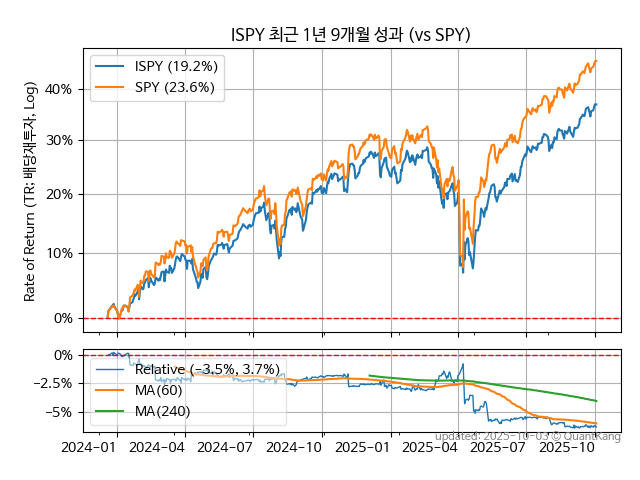 ISPY 최근 1년 9개월 성과 (vs SPY)
ISPY (19.2%)
SPY (23.6%)
Rate of Return (TR: 배당재투자, Log)
40%
30%
20%
10%
0%
0%
−2.5%
−5%
Relative (−3.5%, 3.7%)
MA(60)
MA(240)
updated: 2025-10-03 © QuantKang
2024-01 2024-04 2024-07 2024-10 2025-01 2025-04 2025-07 2025-10